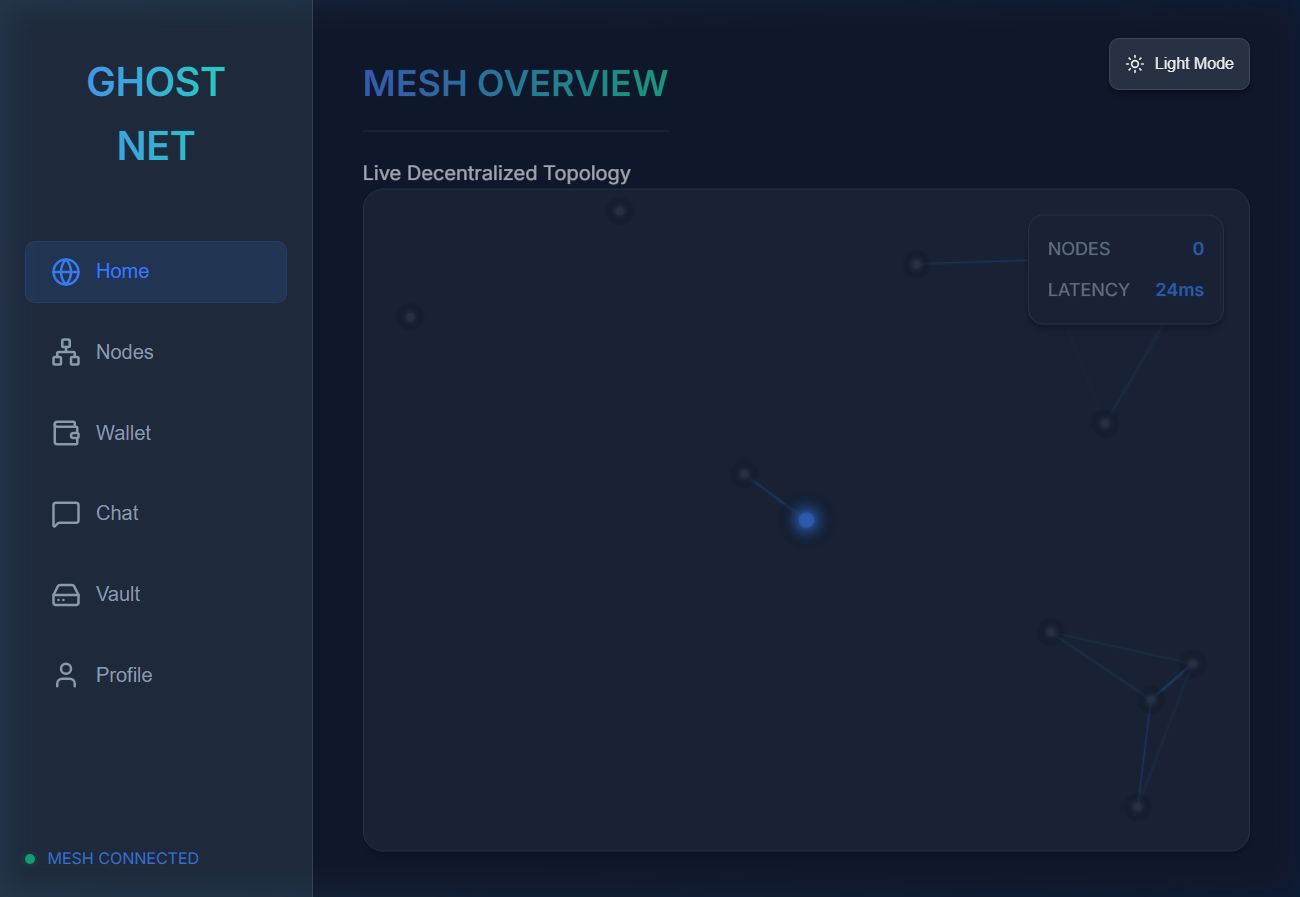 GHOST
NET
Home
Nodes
Wallet
Chat
Vault
Profile
MESH CONNECTED
MESH OVERVIEW
Light Mode
Live Decentralized Topology
NODES 0
LATENCY 24ms